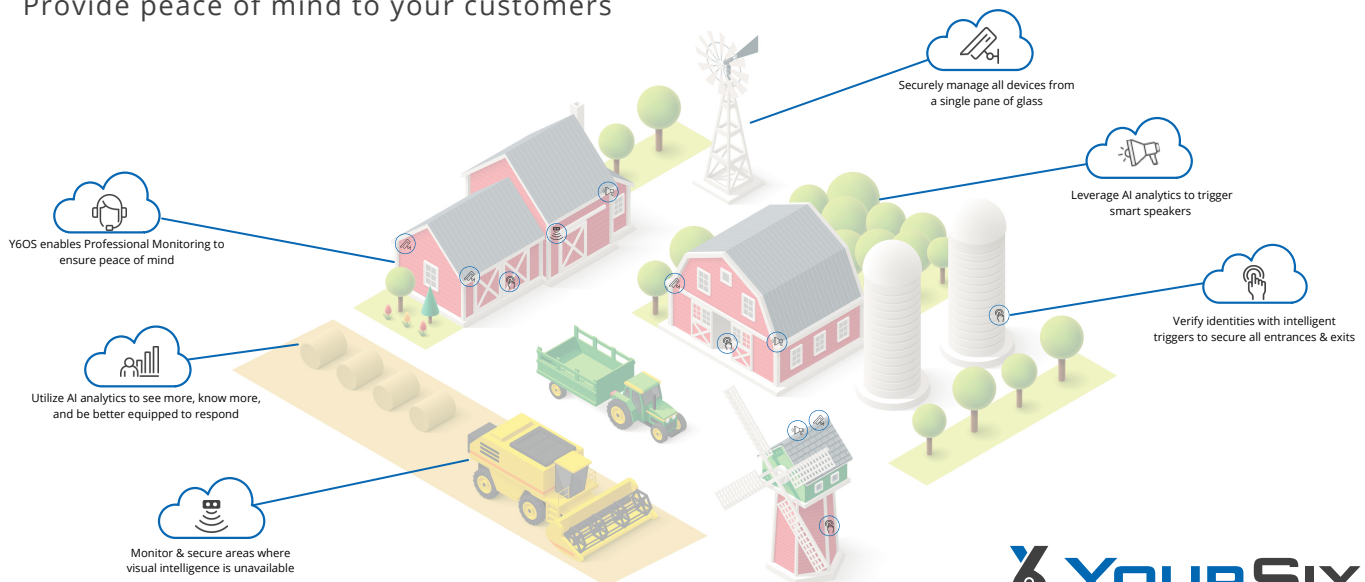 Provide peace of mind to your customers
Securely manage all devices from
a single pane of glass
Leverage AI analytics to trigger
smart speakers
Y6OS enables Professional Monitoring to
ensure peace of mind
Verify identities with intelligent
triggers to secure all entrances & exits
Utilize AI analytics to see more, know more,
and be better equipped to respond
Monitor & secure areas where
visual intelligence is unavailable
YOURSIX